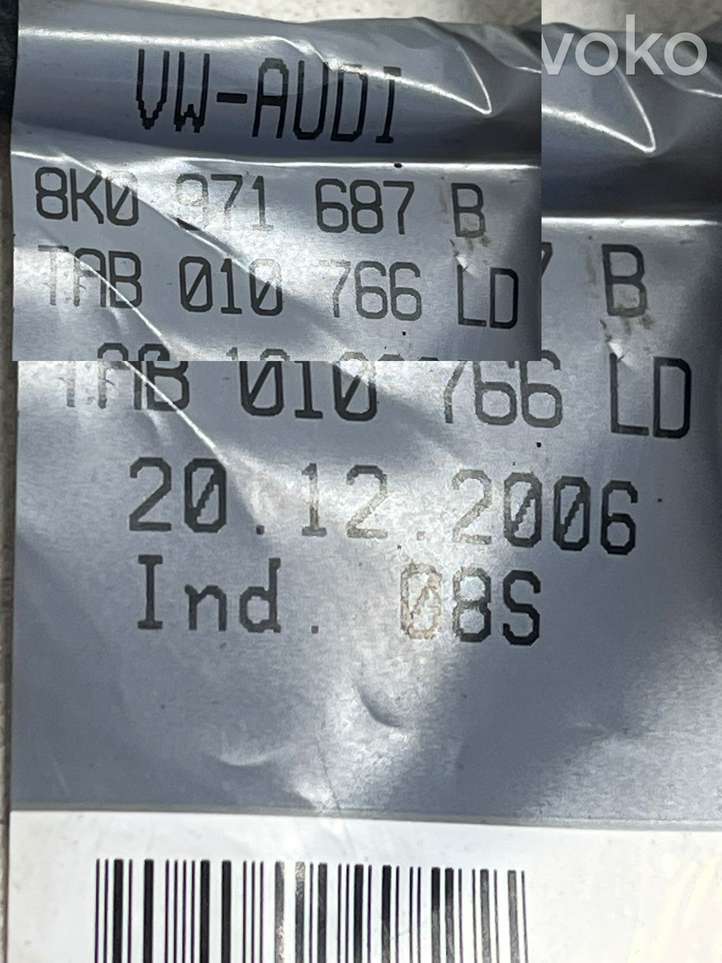 voko
VW-AUDI
8K0 971 687 B
TAB 010 766 LD
B
TAB 010 766 LD
20.12.2006
Ind. 08S